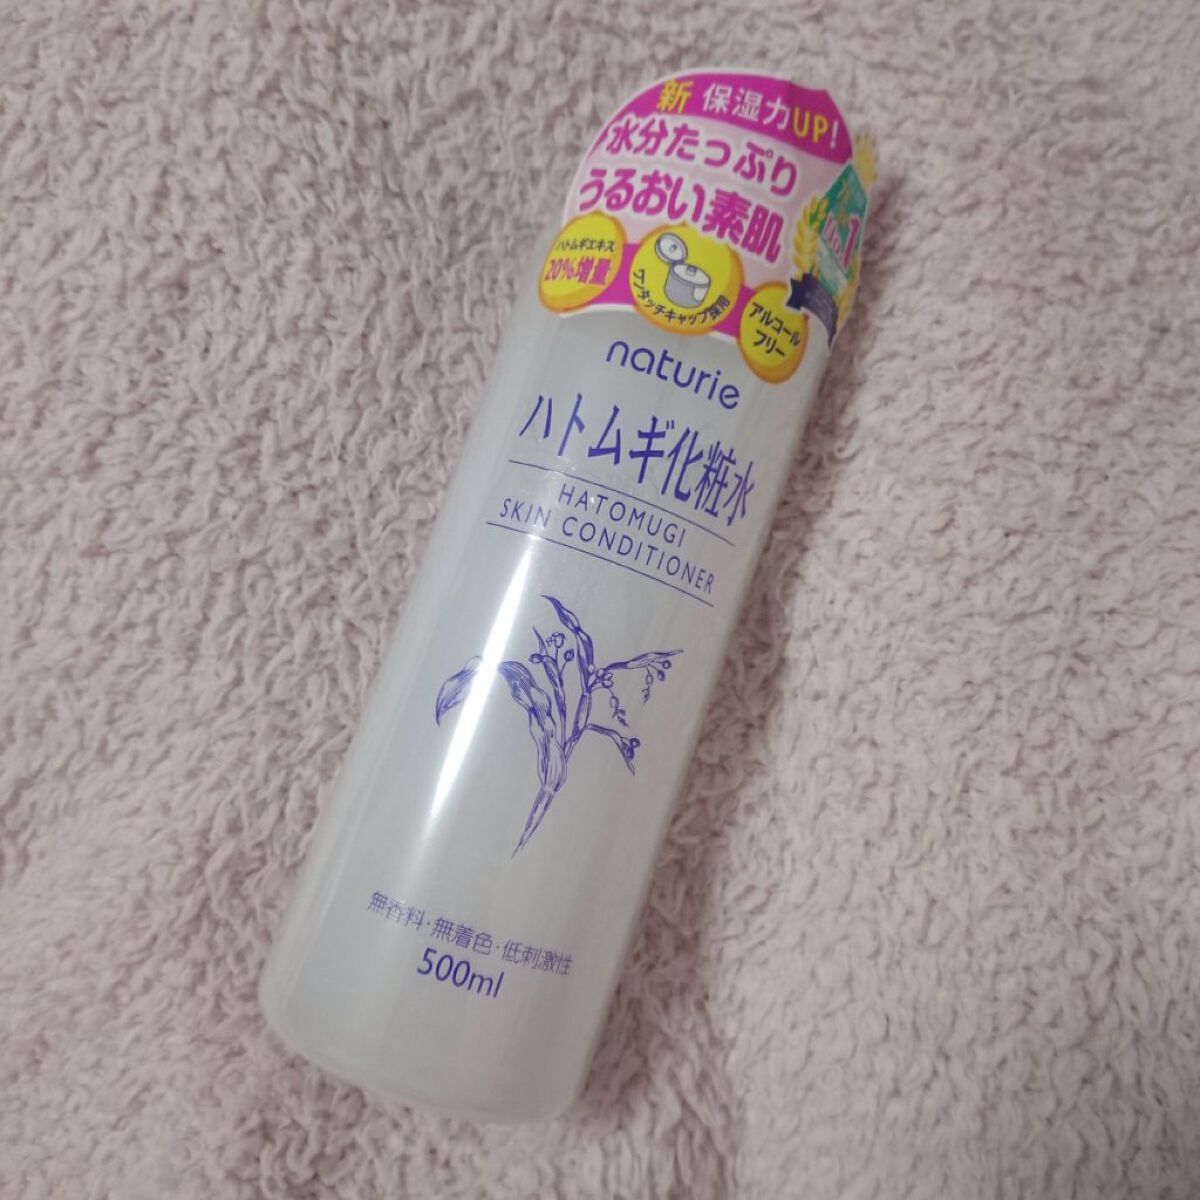 新 保湿力UP!
水分たっぷり
うるおい素肌
No.1
ハトムギエキス
20%増量
ワンタッチキャップ採用
アルコール
フリー
naturie
ハトムギ化粧水
HATOMUGI
SKIN CONDITIONER
無香料・無着色・低刺激性
500ml